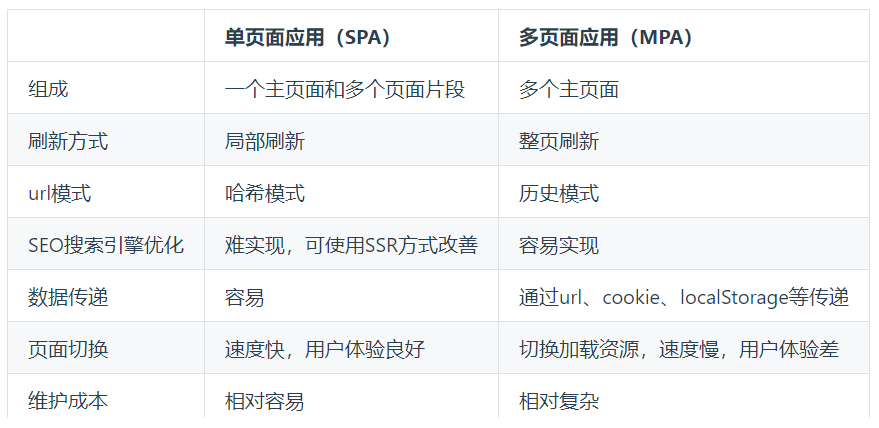 单页面应用（SPA） 多页面应用（MPA）
组成 一个主页面和多个页面片段 多个主页面
刷新方式 局部刷新 整页刷新
url模式 哈希模式 历史模式
SEO搜索引擎优化 难实现，可使用SSR方式改善 容易实现
数据传递 容易 通过url、cookie、localStorage等传递
页面切换 速度快，用户体验良好 切换加载资源，速度慢，用户体验差
维护成本 相对容易 相对复杂